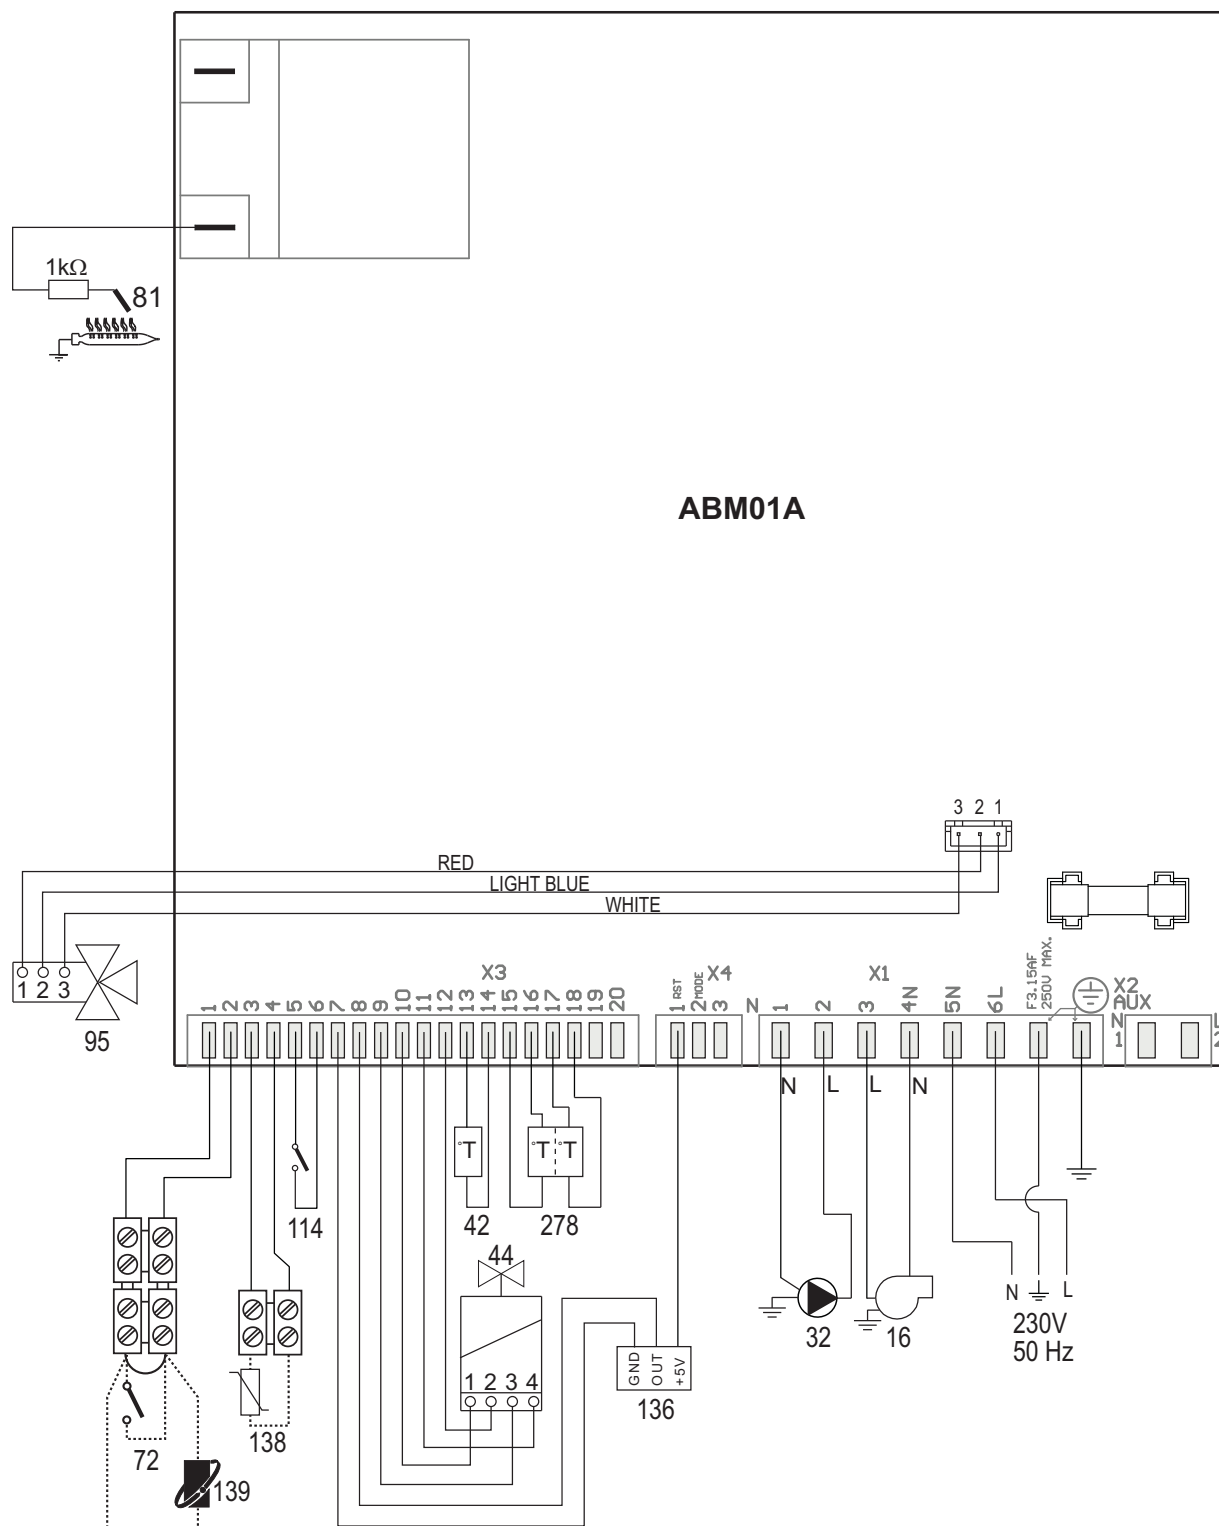 1kΩ
81
ABM01A
3 2 1
RED
LIGHT BLUE
WHITE
1 2 3
95
X3
1 2 3 4 5 6 7 8 9 10 11 12 13 14 15 16 17 18 19 20
X4
1 RST 2 MODE 3
X1
N 1 2 3 4N 5N 6L
F3.15AF
250V MAX.
X2
AUX
N L
1 2
N L L N
°T °T °T
114
42
278
44
1 2 3 4
GND OUT +5V
136
32
16
N L
230V
50 Hz
72
138
139